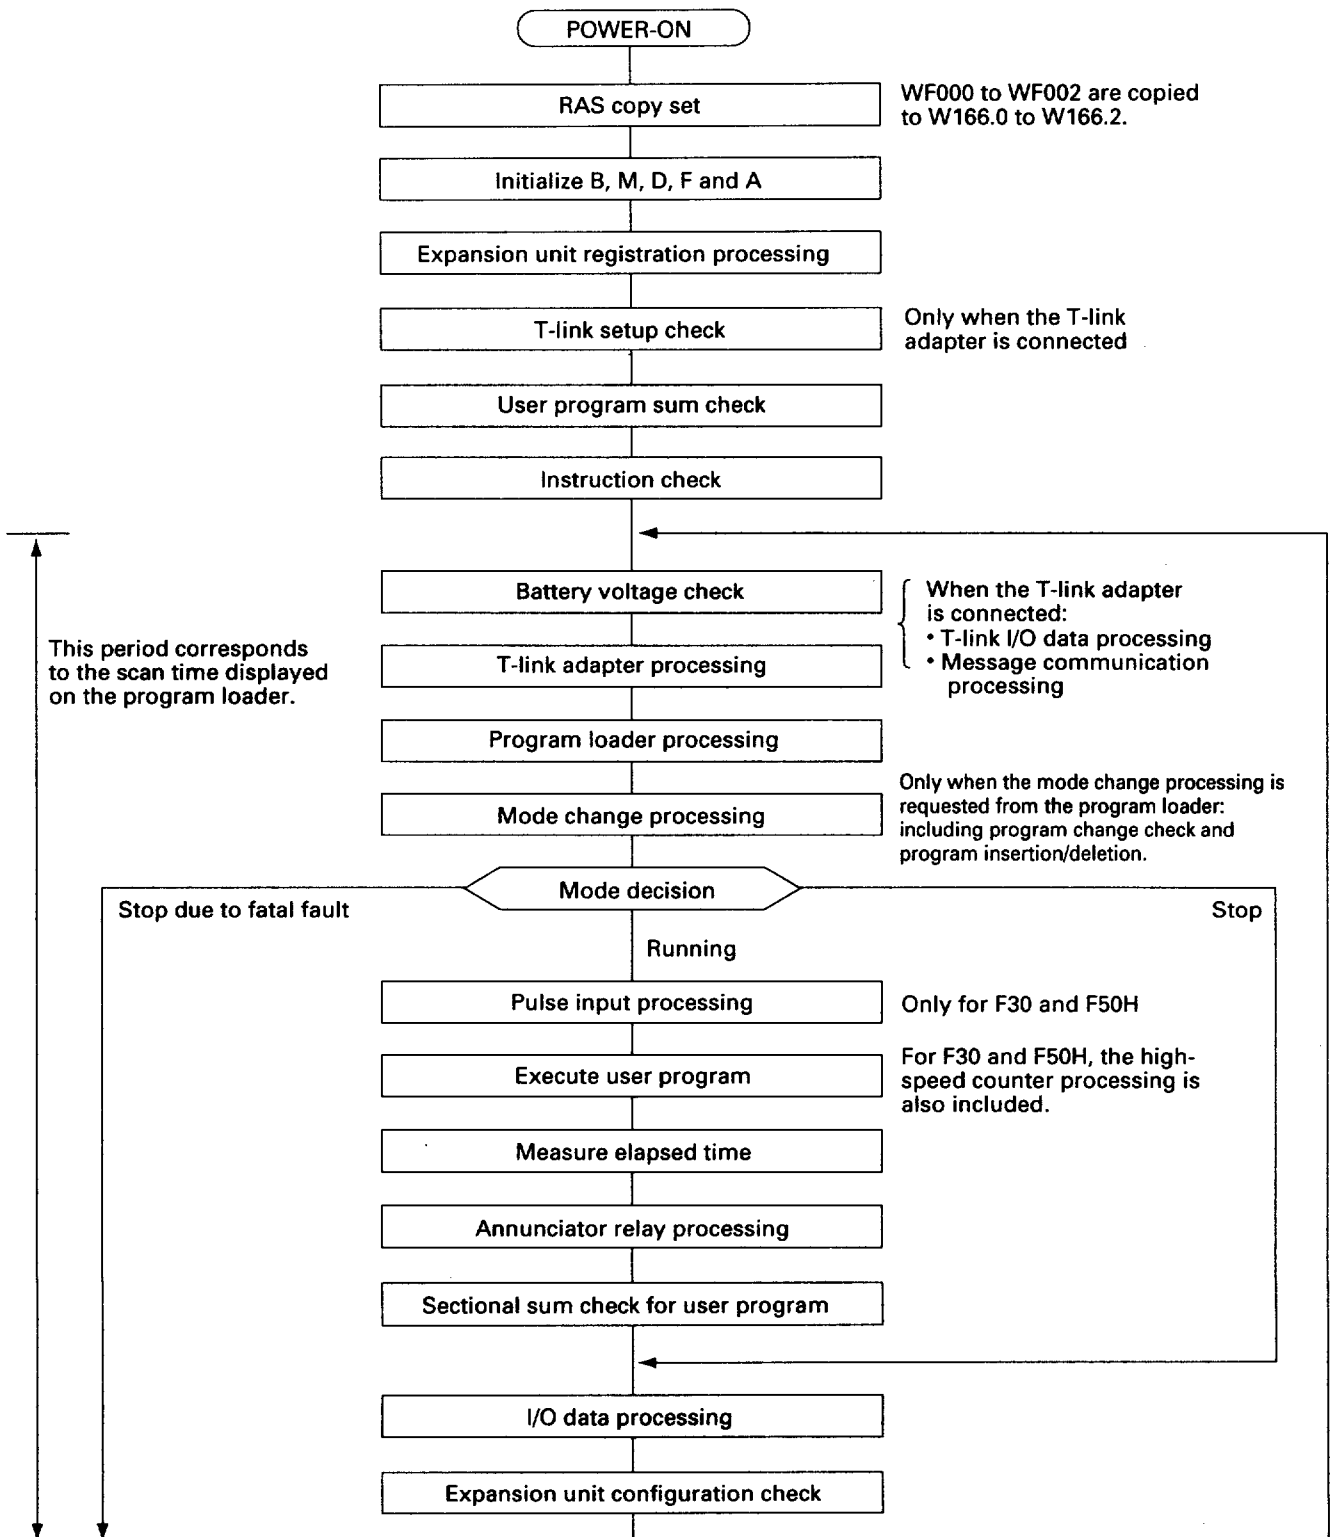 POWER-ON
RAS copy set
WF000 to WF002 are copied
to W166.0 to W166.2.
Initialize B, M, D, F and A
Expansion unit registration processing
T-link setup check
Only when the T-link
adapter is connected
User program sum check
Instruction check
Battery voltage check
When the T-link adapter
is connected:
• T-link I/O data processing
• Message communication
processing
This period corresponds
to the scan time displayed
on the program loader.
T-link adapter processing
Program loader processing
Mode change processing
Only when the mode change processing is
requested from the program loader:
including program change check and
program insertion/deletion.
Mode decision
Stop due to fatal fault
Stop
Running
Pulse input processing
Only for F30 and F50H
Execute user program
For F30 and F50H, the high-
speed counter processing is
also included.
Measure elapsed time
Annunciator relay processing
Sectional sum check for user program
I/O data processing
Expansion unit configuration check